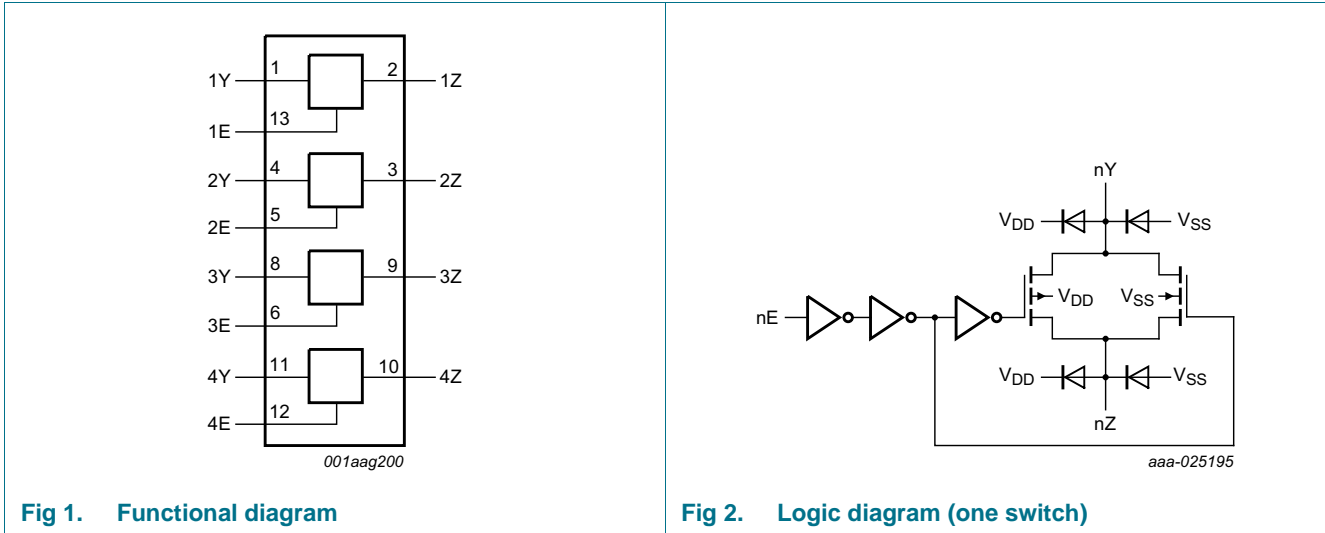 1Y 1 2 1Z
1E 13
2Y 4 3 2Z
2E 5
3Y 8 9 3Z
3E 6
4Y 11 10 4Z
4E 12
001aag200
Fig 1. Functional diagram
nY
VDD VSS
nE VDD VSS
VDD VSS
nZ
aaa-025195
Fig 2. Logic diagram (one switch)